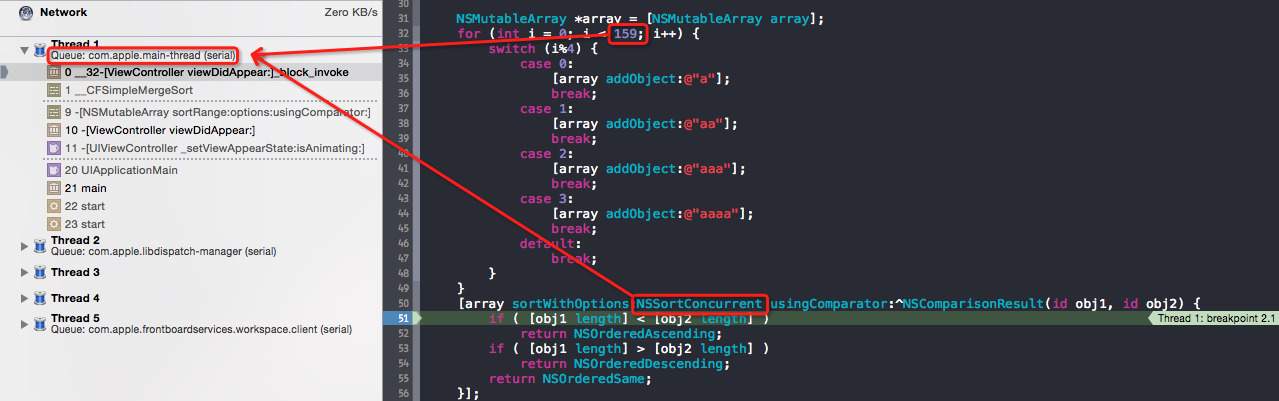 Network Zero KB/s
Thread 1
Queue: com.apple.main-thread (serial)
0 __32-[ViewController viewDidAppear:]_block_invoke
1 __CFSimpleMergeSort
9 -[NSMutableArray sortRange:options:usingComparator:]
10 -[ViewController viewDidAppear:]
11 -[UIViewController _setViewAppearState:isAnimating:]
20 UIApplicationMain
21 main
22 start
23 start
Thread 2
Queue: com.apple.libdispatch-manager (serial)
Thread 3
Thread 4
Thread 5
Queue: com.apple.frontboardservices.workspace.client (serial)
30
31 NSMutableArray *array = [NSMutableArray array];
32 for (int i = 0; i < 159; i++) {
33 switch (i%4) {
34 case 0:
35 [array addObject:@"a"];
36 break;
37 case 1:
38 [array addObject:@"aa"];
39 break;
40 case 2:
41 [array addObject:@"aaa"];
42 break;
43 case 3:
44 [array addObject:@"aaaa"];
45 break;
46 default:
47 break;
48 }
49 }
50 [array sortWithOptions:NSSortConcurrent usingComparator:^NSComparisonResult(id obj1, id obj2) {
51 if ( [obj1 length] < [obj2 length] ) Thread 1: breakpoint 2.1
52 return NSOrderedAscending;
53 if ( [obj1 length] > [obj2 length] )
54 return NSOrderedDescending;
55 return NSOrderedSame;
56 }];